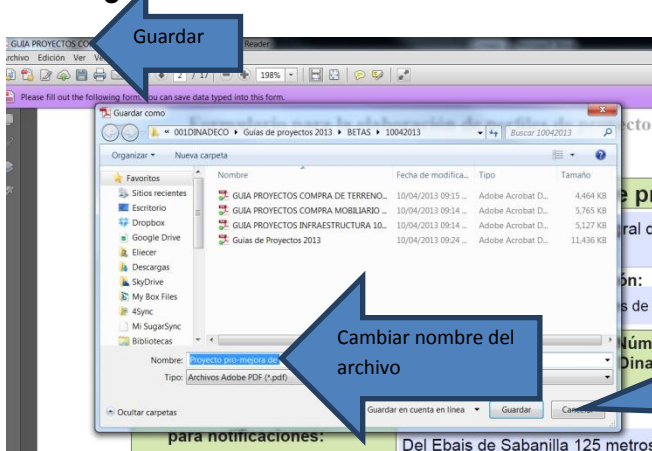 Guardar
GUIA PROYECTOS CO
Reader
Archivo Edición Ver Ve
2 / 17 198%
Please fill out the following form. You can save data typed into this form.
Guardar como
« 001DINADECO ▸ Guías de proyectos 2013 ▸ BETAS ▸ 10042013
Buscar 10042013
Organizar Nueva carpeta
Favoritos
Sitios recientes
Escritorio
Dropbox
Google Drive
Eliecer
Descargas
SkyDrive
My Box Files
4Sync
Mi SugarSync
Bibliotecas
Nombre Fecha de modifica... Tipo Tamaño
GUIA PROYECTOS COMPRA DE TERRENO... 10/04/2013 09:15 ... Adobe Acrobat D... 4,464 KB
GUIA PROYECTOS COMPRA MOBILIARIO ... 10/04/2013 09:14 ... Adobe Acrobat D... 5,765 KB
GUIA PROYECTOS INFRAESTRUCTURA 10... 10/04/2013 09:14 ... Adobe Acrobat D... 5,127 KB
Guias de Proyectos 2013 10/04/2013 09:24 ... Adobe Acrobat D... 11,436 KB
Cambiar nombre del
archivo
Nombre: Proyecto pro-mejora de
Tipo: Archivos Adobe PDF (*.pdf)
Ocultar carpetas
Guardar en cuenta en línea Guardar
para notificaciones:
Del Ebais de Sabanilla 125 metros